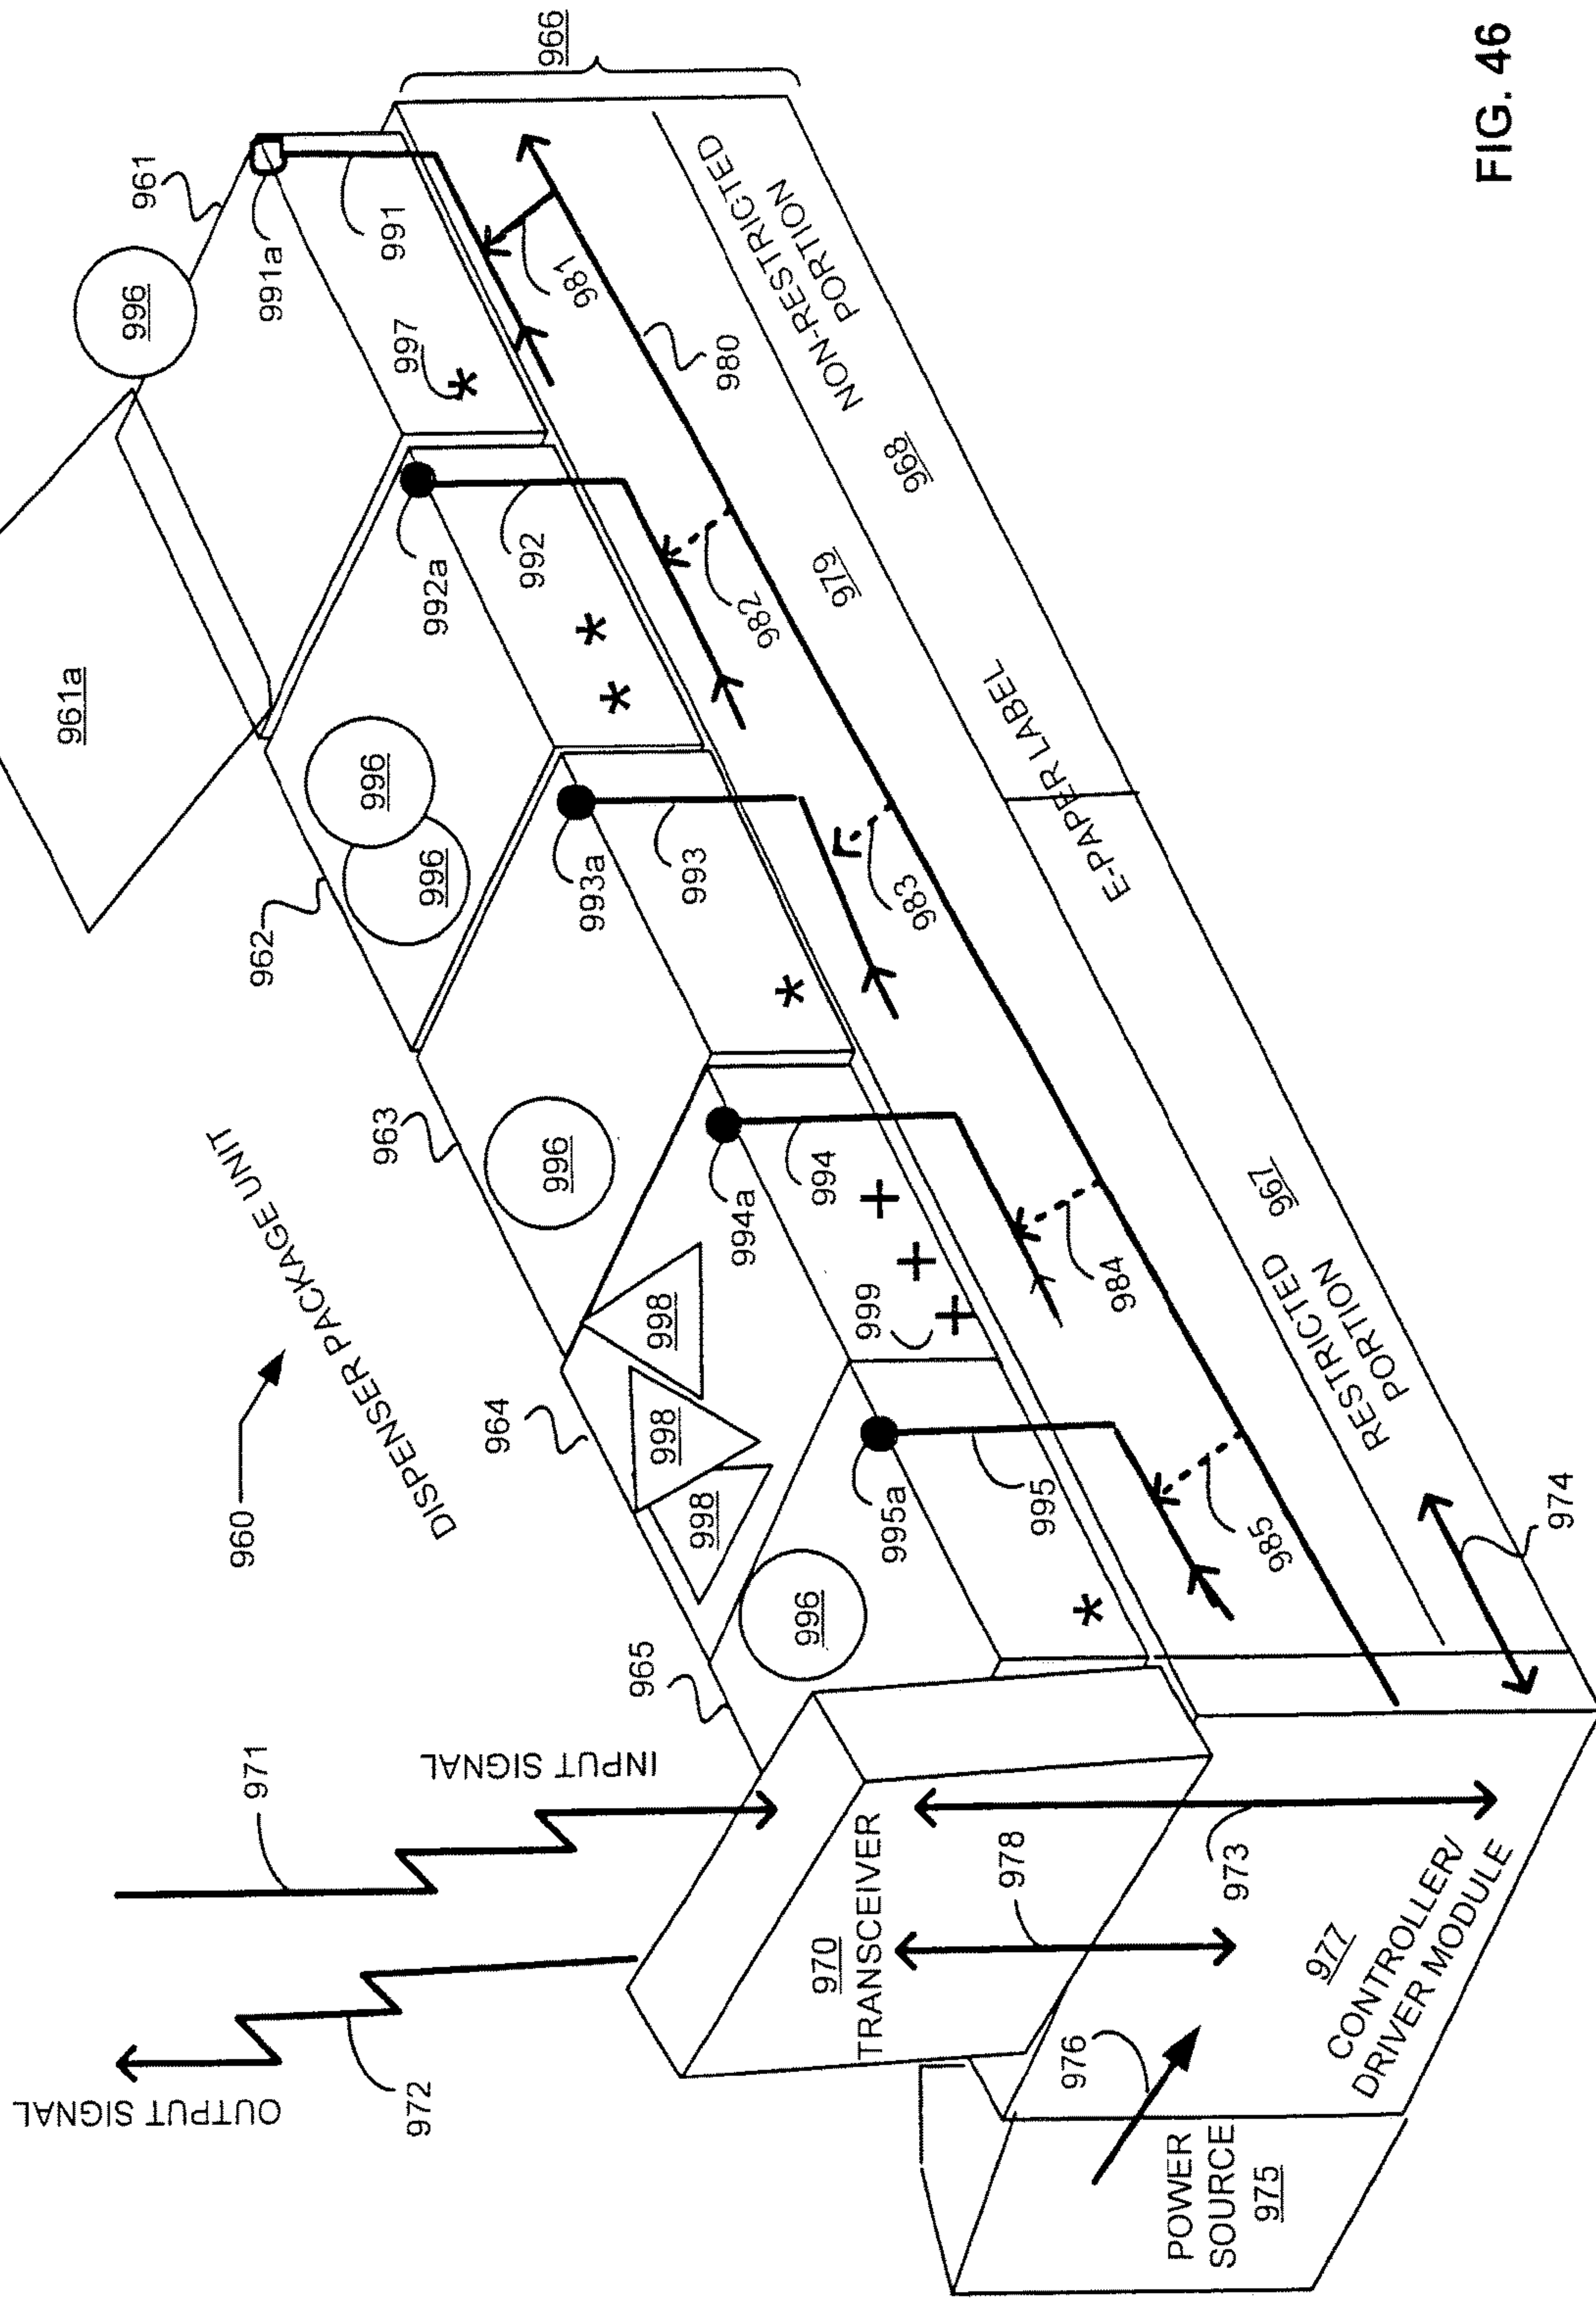 961
966
996
991a
991
997
*
981
961a
992a
992
982
980
NON-RESTRICTED
PORTION
* *
996
996
962
979
968
993a
993
983
E-PAPER LABEL
*
963
996
DISPENSER PACKAGE UNIT
960
994a
994
984
+ + +
999
964
998
998
998
RESTRICTED
PORTION
967
995a
995
985
974
*
965
996
INPUT SIGNAL
971
OUTPUT SIGNAL
972
970
TRANSCEIVER
978
973
976
977
CONTROLLER/
DRIVER MODULE
POWER
SOURCE
975
FIG. 46